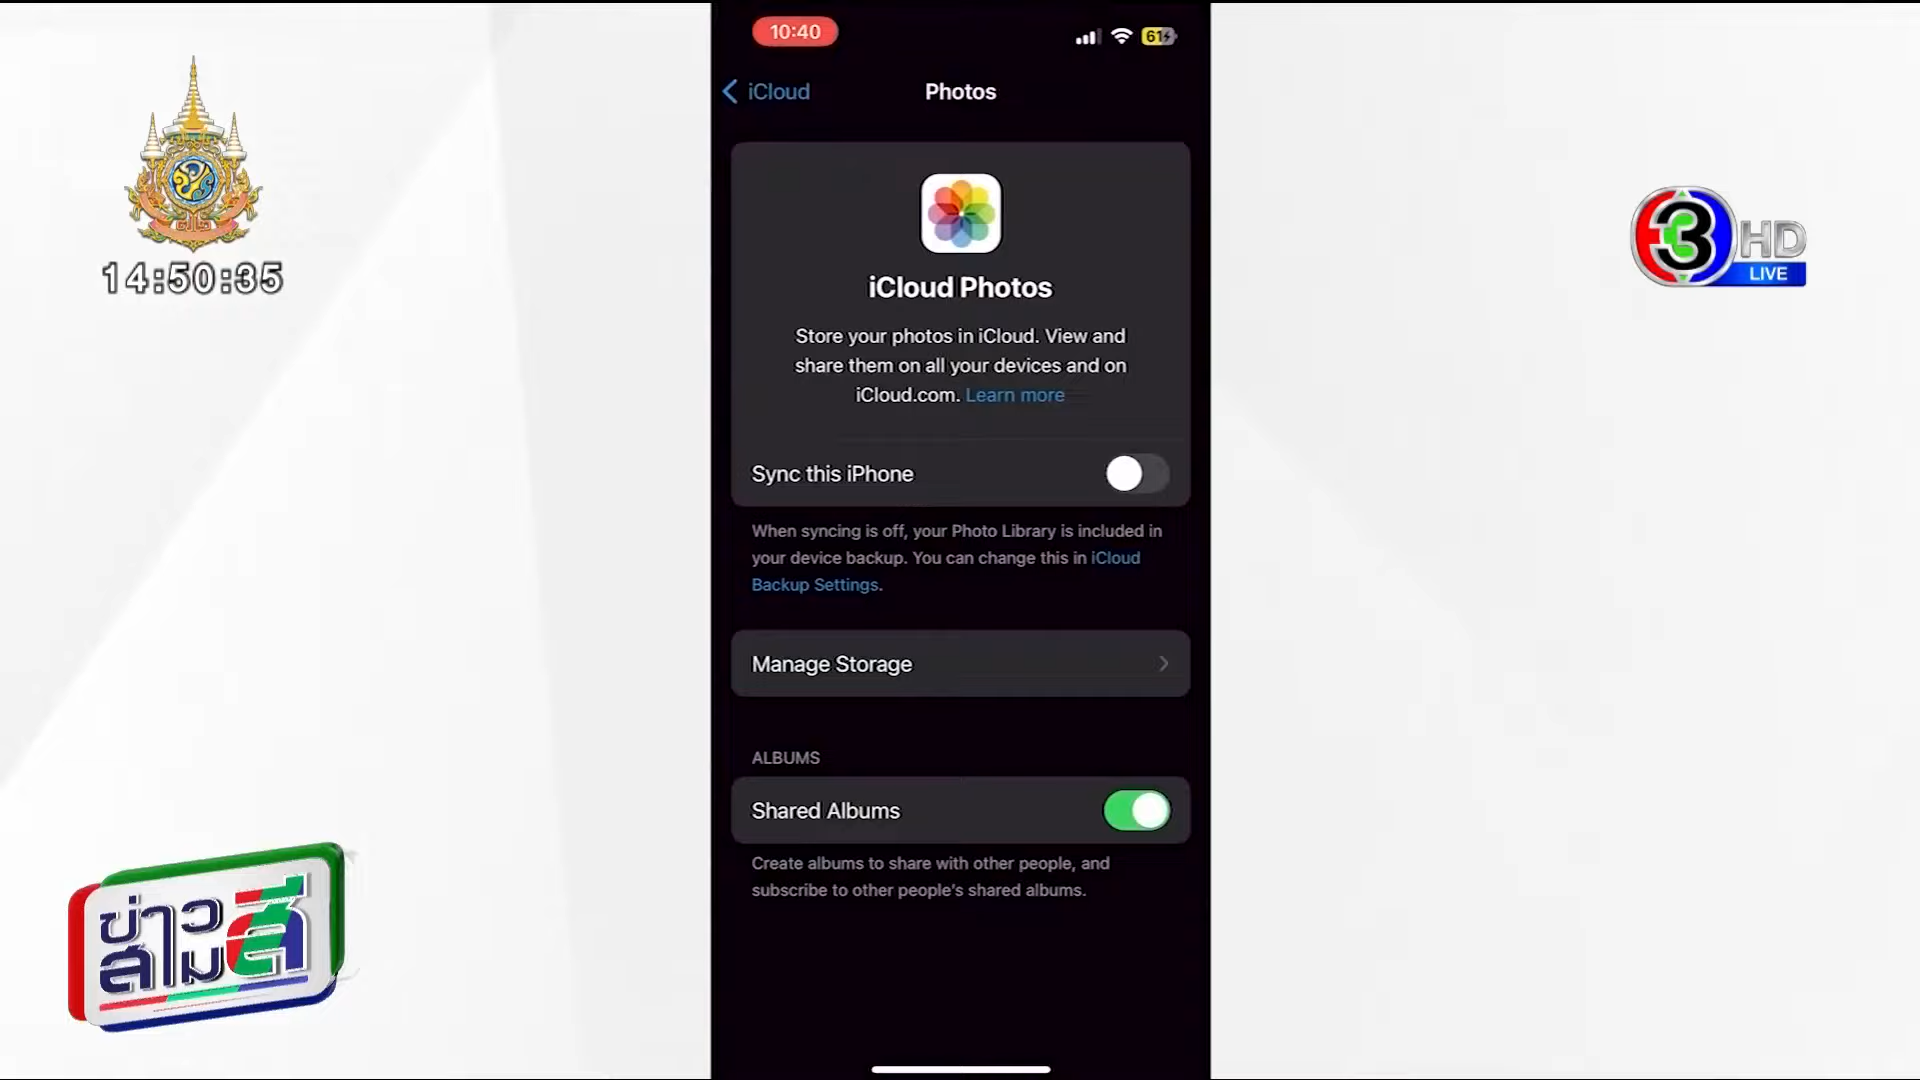 10:40
61
iCloud
Photos
14:50:35
3 HD
LIVE
iCloud Photos
Store your photos in iCloud. View and
share them on all your devices and on
iCloud.com. Learn more
Sync this iPhone
When syncing is off, your Photo Library is included in
your device backup. You can change this in iCloud
Backup Settings.
Manage Storage
ALBUMS
Shared Albums
Create albums to share with other people, and
subscribe to other people's shared albums.
ข่าว
สามสี